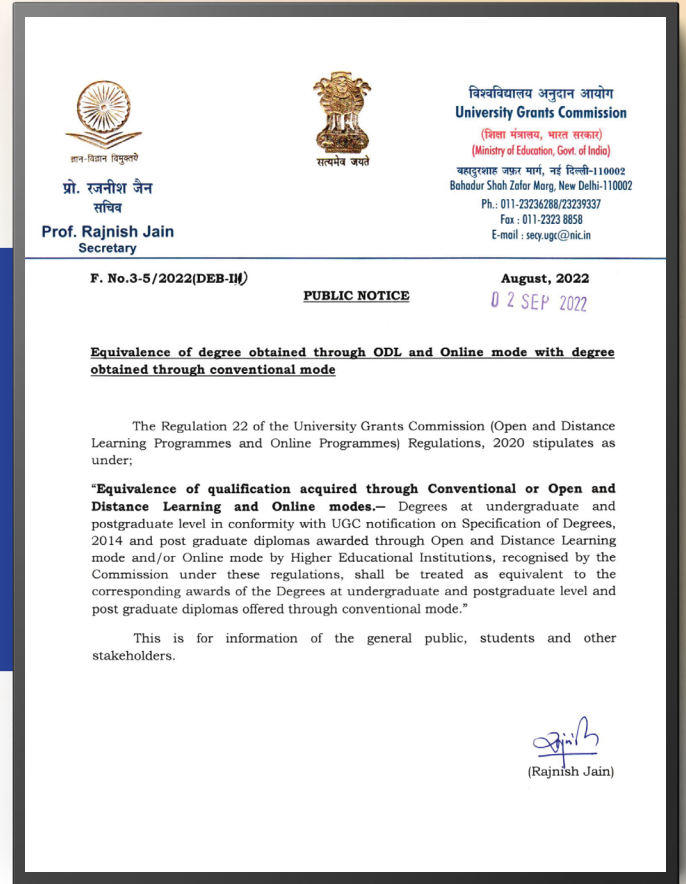 ज्ञान-विज्ञान विमुक्तये
प्रो. रजनीश जैन
सचिव
Prof. Rajnish Jain
Secretary
सत्यमेव जयते
विश्वविद्यालय अनुदान आयोग
University Grants Commission
(शिक्षा मंत्रालय, भारत सरकार)
(Ministry of Education, Govt. of India)
बहादुरशाह जफ़र मार्ग, नई दिल्ली-110002
Bahadur Shah Zafar Marg, New Delhi-110002
Ph.: 011-23236288/23239337
Fax : 011-2323 8858
E-mail : secy.ugc@nic.in
F. No.3-5/2022(DEB-III)
August, 2022
PUBLIC NOTICE
02 SEP 2022
Equivalence of degree obtained through ODL and Online mode with degree
obtained through conventional mode
The Regulation 22 of the University Grants Commission (Open and Distance
Learning Programmes and Online Programmes) Regulations, 2020 stipulates as
under;
“Equivalence of qualification acquired through Conventional or Open and
Distance Learning and Online modes.— Degrees at undergraduate and
postgraduate level in conformity with UGC notification on Specification of Degrees,
2014 and post graduate diplomas awarded through Open and Distance Learning
mode and/or Online mode by Higher Educational Institutions, recognised by the
Commission under these regulations, shall be treated as equivalent to the
corresponding awards of the Degrees at undergraduate and postgraduate level and
post graduate diplomas offered through conventional mode.”
This is for information of the general public, students and other
stakeholders.
(Rajnish Jain)